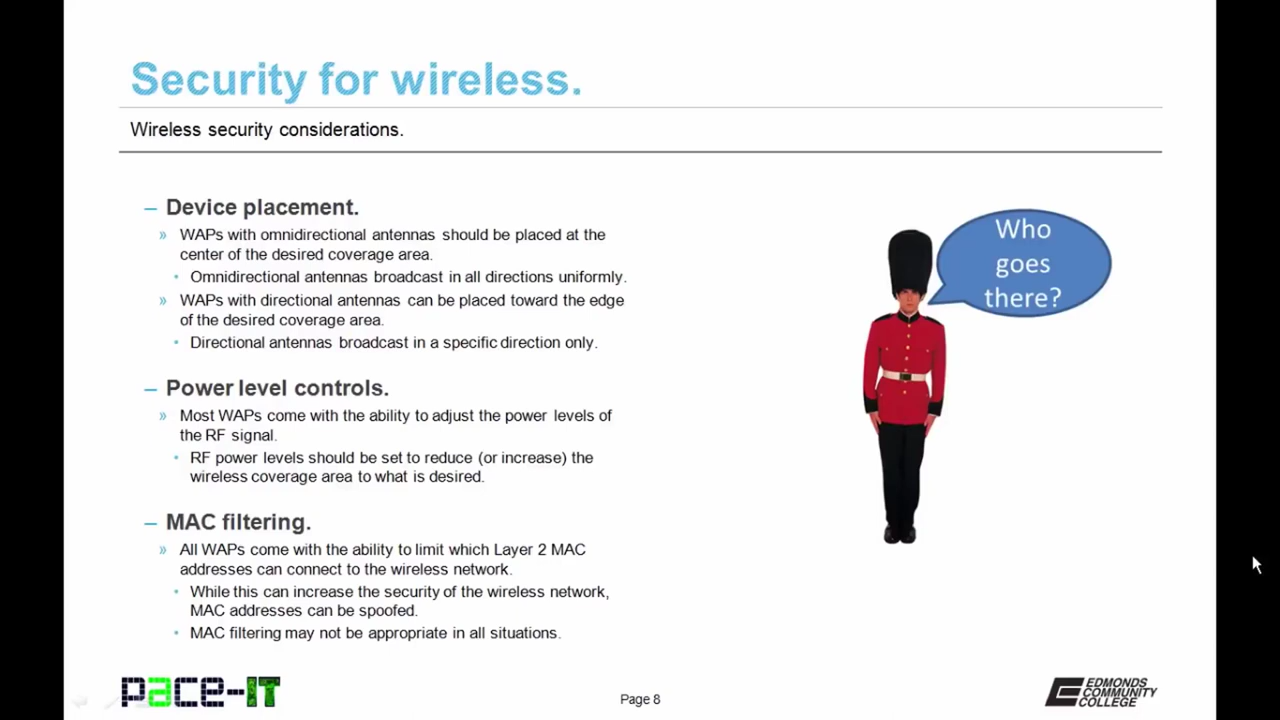 Security for wireless.
Wireless security considerations.
– Device placement.
» WAPs with omnidirectional antennas should be placed at the
center of the desired coverage area.
• Omnidirectional antennas broadcast in all directions uniformly.
» WAPs with directional antennas can be placed toward the edge
of the desired coverage area.
• Directional antennas broadcast in a specific direction only.
– Power level controls.
» Most WAPs come with the ability to adjust the power levels of
the RF signal.
• RF power levels should be set to reduce (or increase) the
wireless coverage area to what is desired.
– MAC filtering.
» All WAPs come with the ability to limit which Layer 2 MAC
addresses can connect to the wireless network.
• While this can increase the security of the wireless network,
MAC addresses can be spoofed.
• MAC filtering may not be appropriate in all situations.
Who
goes
there?
pace-IT
Page 8
EDMONDS
COMMUNITY
COLLEGE